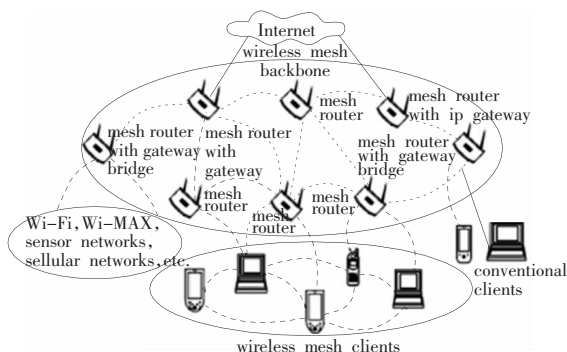 Internet
wireless mesh
backbone
mesh
router
mesh router
with ip gateway
mesh router
with gateway
bridge
mesh router
with
gateway
mesh router
with gateway
bridge
mesh
router
mesh
router
mesh
router
Wi-Fi,Wi-MAX,
sensor networks,
sellular networks,etc.
conventional
clients
wireless mesh clients